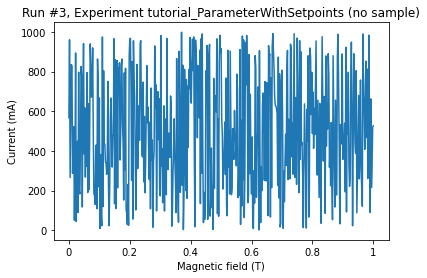 Run #3, Experiment tutorial_ParameterWithSetpoints (no sample)
1000
800
600
400
200
0
Current (mA)
0 0.2 0.4 0.6 0.8 1
Magnetic field (T)